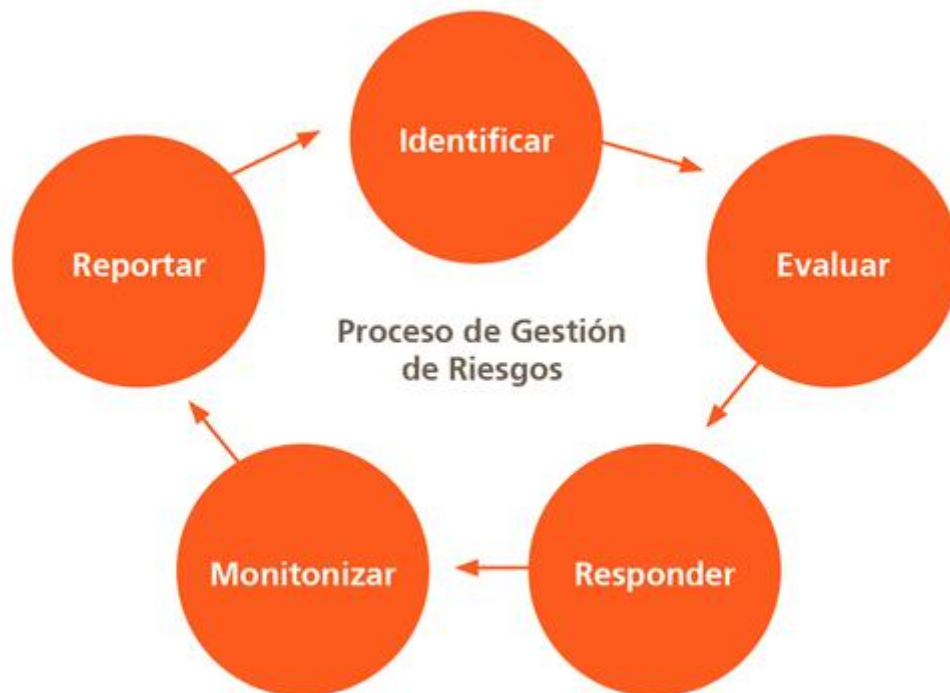 Identificar
Evaluar
Responder
Monitonizar
Reportar
Proceso de Gestión
de Riesgos